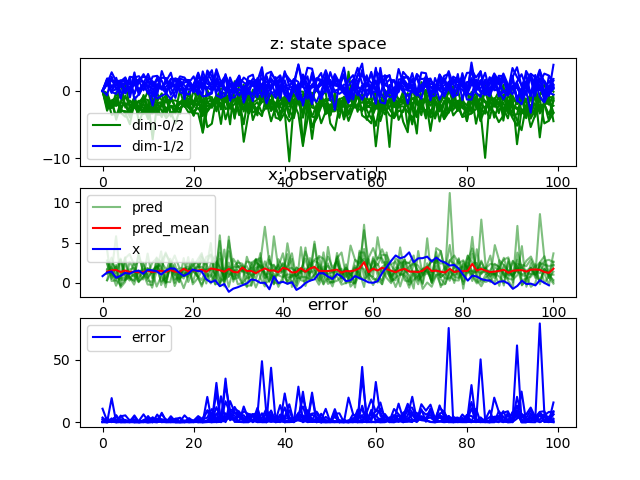 z: state space
0
−10
dim-0/2
dim-1/2
0 20 40 60 80 100
x: observation
10
5
0
pred
pred_mean
x
0 20 40 60 80 100
error
50
0
error
0 20 40 60 80 100